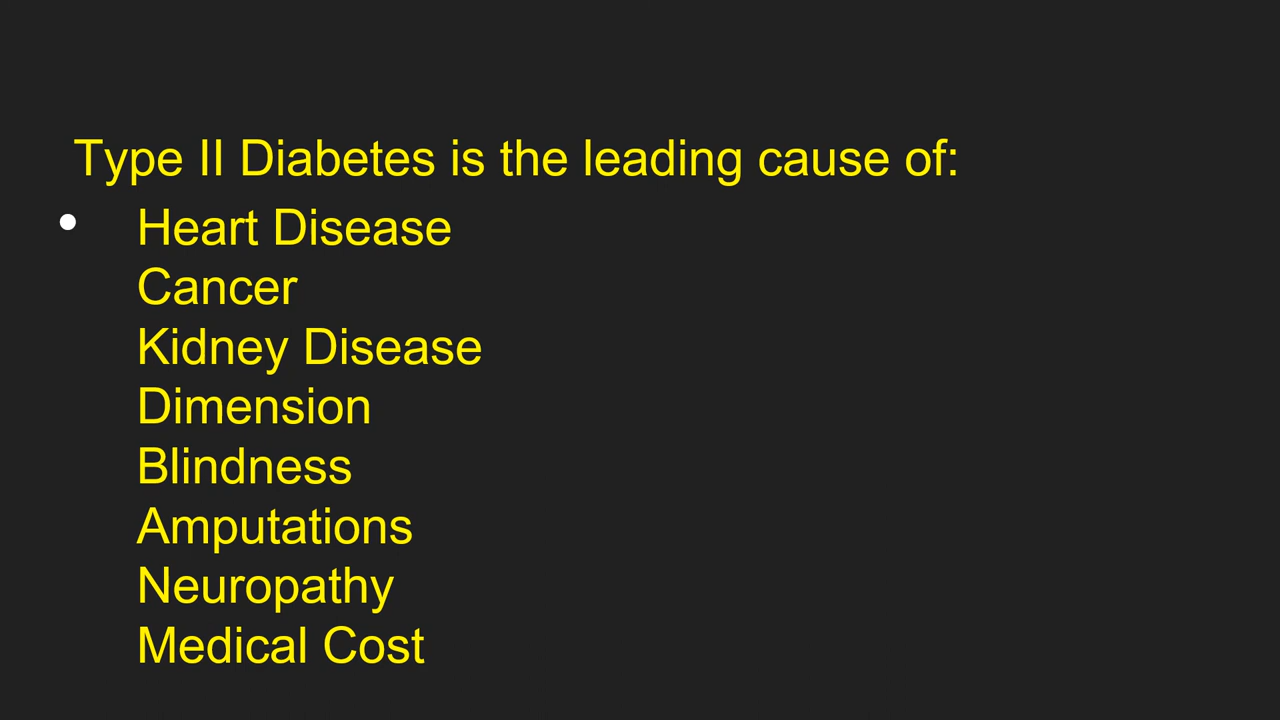 Type II Diabetes is the leading cause of:
• Heart Disease
Cancer
Kidney Disease
Dimension
Blindness
Amputations
Neuropathy
Medical Cost